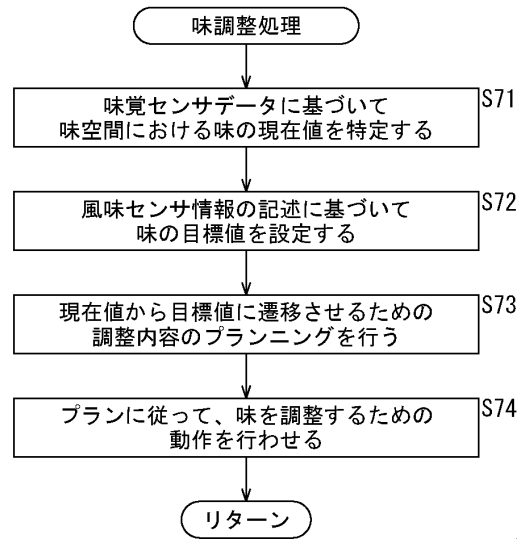 味調整処理
S71
味覚センサデータに基づいて
味空間における味の現在値を特定する
S72
風味センサ情報の記述に基づいて
味の目標値を設定する
S73
現在値から目標値に遷移させるための
調整内容のプランニングを行う
S74
プランに従って、味を調整するための
動作を行わせる
リターン